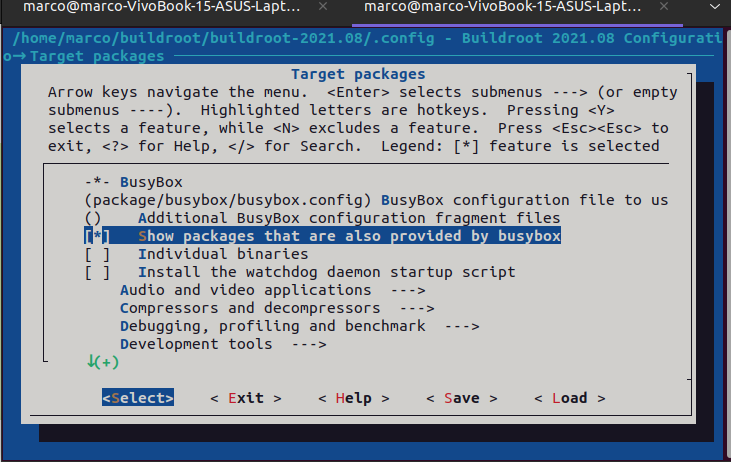 marco@marco-VivoBook-15-ASUS-Lapt... × marco@marco-VivoBook-15-ASUS-Lapt... ×
/home/marco/buildroot/buildroot-2021.08/.config - Buildroot 2021.08 Configurati
o→ Target packages
Target packages
Arrow keys navigate the menu.  <Enter> selects submenus ---> (or empty
submenus ----).  Highlighted letters are hotkeys.  Pressing <Y>
selects a feature, while <N> excludes a feature.  Press <Esc><Esc> to
exit, <?> for Help, </> for Search.  Legend: [*] feature is selected
-*- BusyBox
(package/busybox/busybox.config) BusyBox configuration file to us
()    Additional BusyBox configuration fragment files
[*]   Show packages that are also provided by busybox
[ ]   Individual binaries
[ ]   Install the watchdog daemon startup script
Audio and video applications  --->
Compressors and decompressors  --->
Debugging, profiling and benchmark  --->
Development tools  --->
↓(+)
<Select>    < Exit >    < Help >    < Save >    < Load >